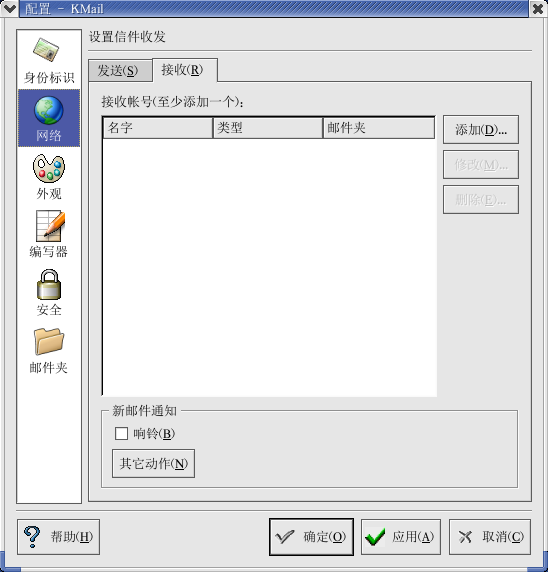 配置 - KMail
设置信件收发
身份标识
网络
外观
编写器
安全
邮件夹
发送(S)
接收(R)
接收帐号(至少添加一个):
名字
类型
邮件夹
添加(D)...
修改(M)...
删除(E)...
新邮件通知
响铃(B)
其它动作(N)
帮助(H)
确定(O)
应用(A)
取消(C)